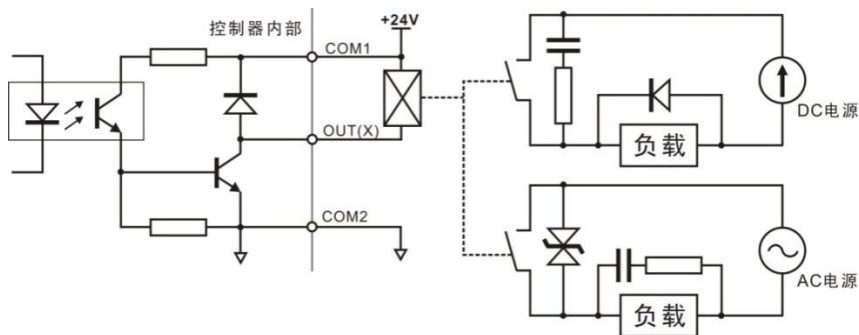 控制器内部
+24V
COM1
OUT(X)
COM2
负载
DC电源
负载
AC电源